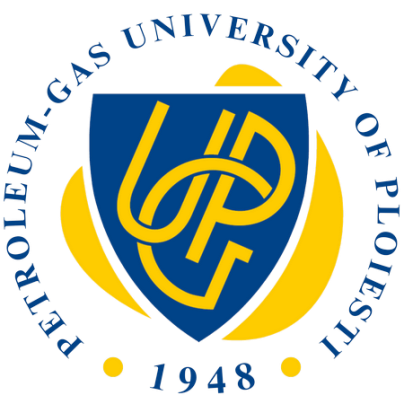 PETROLEUM-GAS UNIVERSITY OF PLOIESTI
UPG
1948